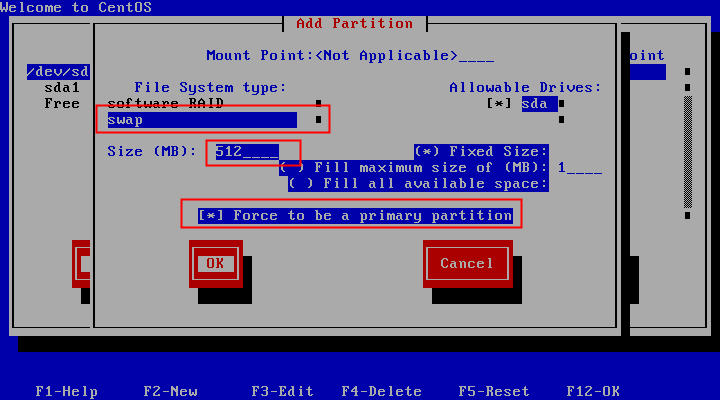 Welcome to CentOS
Add Partition
Mount Point:<Not Applicable>____
oint
/dev/sd
File System type:
Allowable Drives:
sda1
Free
software RAID
[*] sda
swap
Size (MB): 512____
(*) Fixed Size:
( ) Fill maximum size of (MB): 1____
( ) Fill all available space:
[*] Force to be a primary partition
OK
Cancel
F1-Help F2-New F3-Edit F4-Delete F5-Reset F12-OK